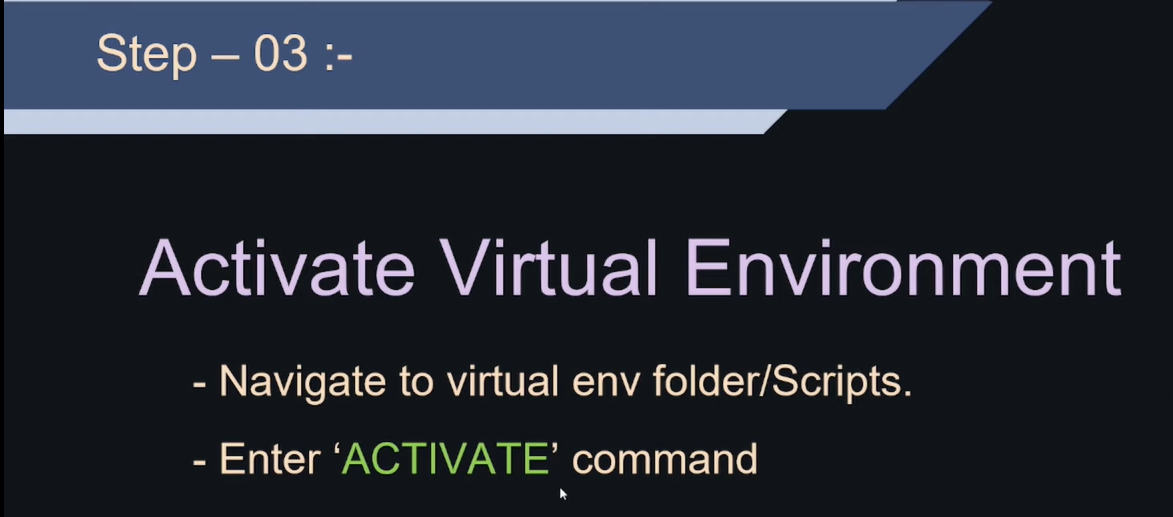 Step – 03 :-
Activate Virtual Environment
- Navigate to virtual env folder/Scripts.
- Enter ‘ACTIVATE’ command